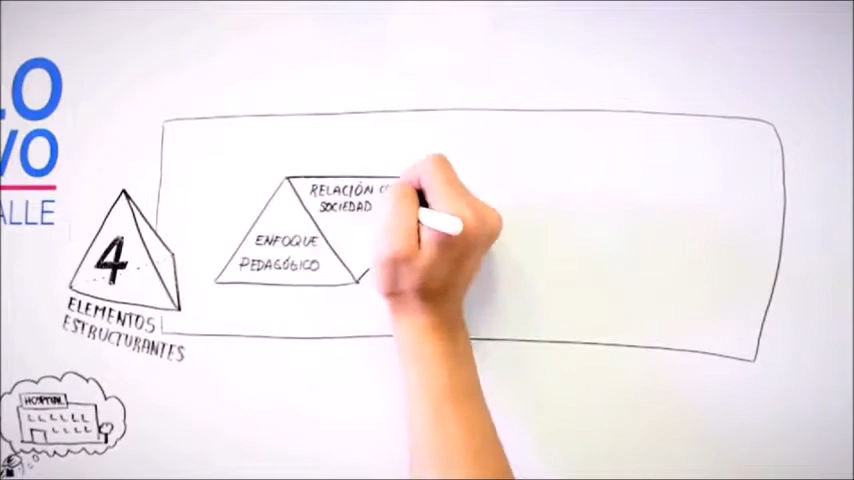 LO
VO
ALLE
4
ELEMENTOS
ESTRUCTURANTES
ENFOQUE
PEDAGÓGICO
RELACIÓN
SOCIEDAD
HOSPITAL